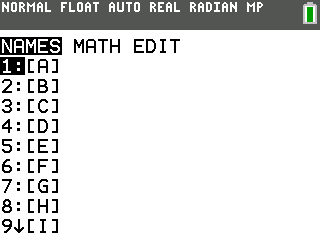 NORMAL FLOAT AUTO REAL RADIAN MP
NAMES MATH EDIT
1:[A]
2:[B]
3:[C]
4:[D]
5:[E]
6:[F]
7:[G]
8:[H]
9↓[I]